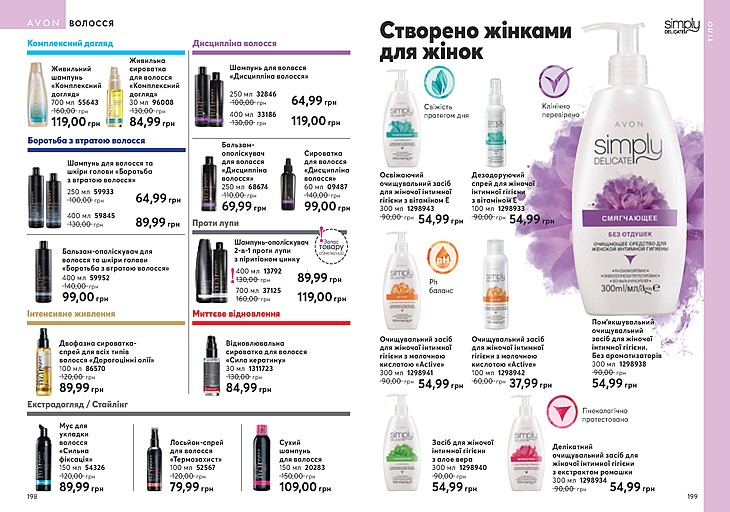 AVON ВОЛОССЯ
Комплексний догляд
Живильний
шампунь
«Комплексний
догляд»
700 мл 55643
160,00 грн
119,00 грн
Живильна
сироватка
для волосся
«Комплексний
догляд»
30 мл 96008
130,00 грн
84,99 грн
Боротьба з втратою волосся
Шампунь для волосся та
шкіри голови «Боротьба
з втратою волосся»
250 мл 59933
100,00 грн
64,99 грн
400 мл 59845
130,00 грн
89,99 грн
Бальзам-ополіскувач для
волосся та шкіри голови
«Боротьба з втратою волосся»
400 мл 59952
140,00 грн
99,00 грн
Інтенсивне живлення
Двофазна сироватка-
спрей для всіх типів
волосся «Дорогоцінні олії»
100 мл 86570
120,00 грн
89,99 грн
Дисципліна волосся
Шампунь для волосся
«Дисципліна волосся»
250 мл 32846
100,00 грн
64,99 грн
400 мл 33186
130,00 грн
119,00 грн
Бальзам-
ополіскувач
для волосся
«Дисципліна
волосся»
250 мл 68674
110,00 грн
69,99 грн
Сироватка
для волосся
«Дисципліна
волосся»
60 мл 09487
140,00 грн
99,00 грн
Проти лупи
Шампунь-ополіскувач
2-в-1 проти лупи
з пірітіоном цинку
Запас
товару
обмежений
400 мл 13792
130,00 грн
89,99 грн
700 мл 37125
160,00 грн
119,00 грн
Миттєве відновлення
Відновлювальна
сироватка для волосся
«Сила кератину»
30 мл 1311723
130,00 грн
84,99 грн
Екстрадогляд / Стайлінг
Мус для
укладки
волосся
«Сильна
фіксація»
150 мл 54326
120,00 грн
89,99 грн
Лосьйон-спрей
для волосся
«Термозахист»
100 мл 52567
120,00 грн
79,99 грн
Сухий
шампунь
для волосся
150 мл 20283
150,00 грн
109,00 грн
198
Створено жінками
для жінок
simply
DELICATE
ТІЛО
Свіжість
протягом дня
Клінічно
перевірено
Освіжаючий
очищувальний засіб
для жіночої інтимної
гігієни з вітаміном Е
300 мл 1298943
90,00 грн
54,99 грн
Дезодоруючий
спрей для жіночої
інтимної гігієни
з вітаміном Е
100 мл 1298933
90,00 грн
54,99 грн
pH
Рн
баланс
Очищувальний засіб
для жіночої інтимної
гігієни з молочною
кислотою «Active»
300 мл 1298941
90,00 грн
54,99 грн
Очищувальний засіб
для жіночої інтимної
гігієни з молочною
кислотою «Active»
100 мл 1298942
60,00 грн
37,99 грн
AVON
simply
DELICATE
СМЯГЧАЮЩЕЕ
БЕЗ ОТДУШЕК
ОЧИЩАЮЩЕЕ СРЕДСТВО ДЛЯ
ЖЕНСКОЙ ИНТИМНОЙ ГИГИЕНЫ
300ml/мл
Пом'якшувальний
очищувальний
засіб для жіночої
інтимної гігієни.
Без ароматизаторів
300 мл 1298938
90,00 грн
54,99 грн
Гінекологічно
протестовано
Засіб для жіночої
інтимної гігієни
з алое вера
300 мл 1298940
90,00 грн
54,99 грн
Делікатний
очищувальний засіб для
жіночої інтимної гігієни
з екстрактом ромашки
300 мл 1298934
90,00 грн
54,99 грн
199